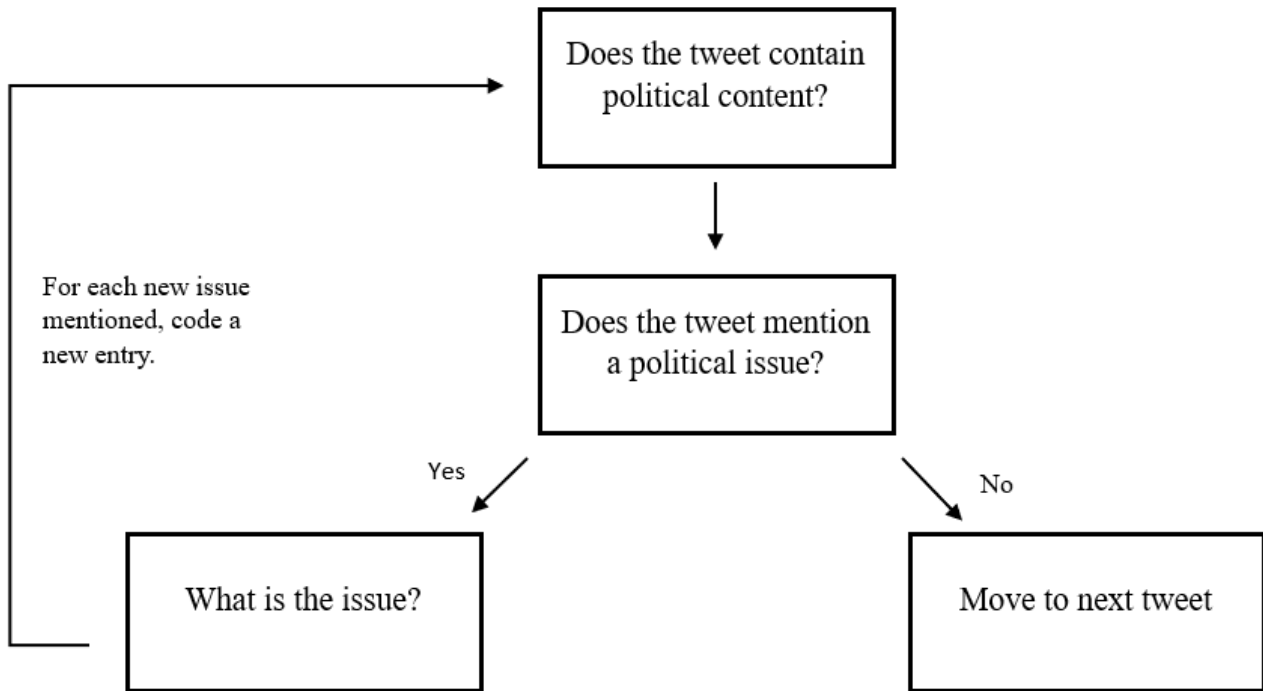 Does the tweet contain
political content?
For each new issue
mentioned, code a
new entry.
Does the tweet mention
a political issue?
Yes
No
What is the issue?
Move to next tweet